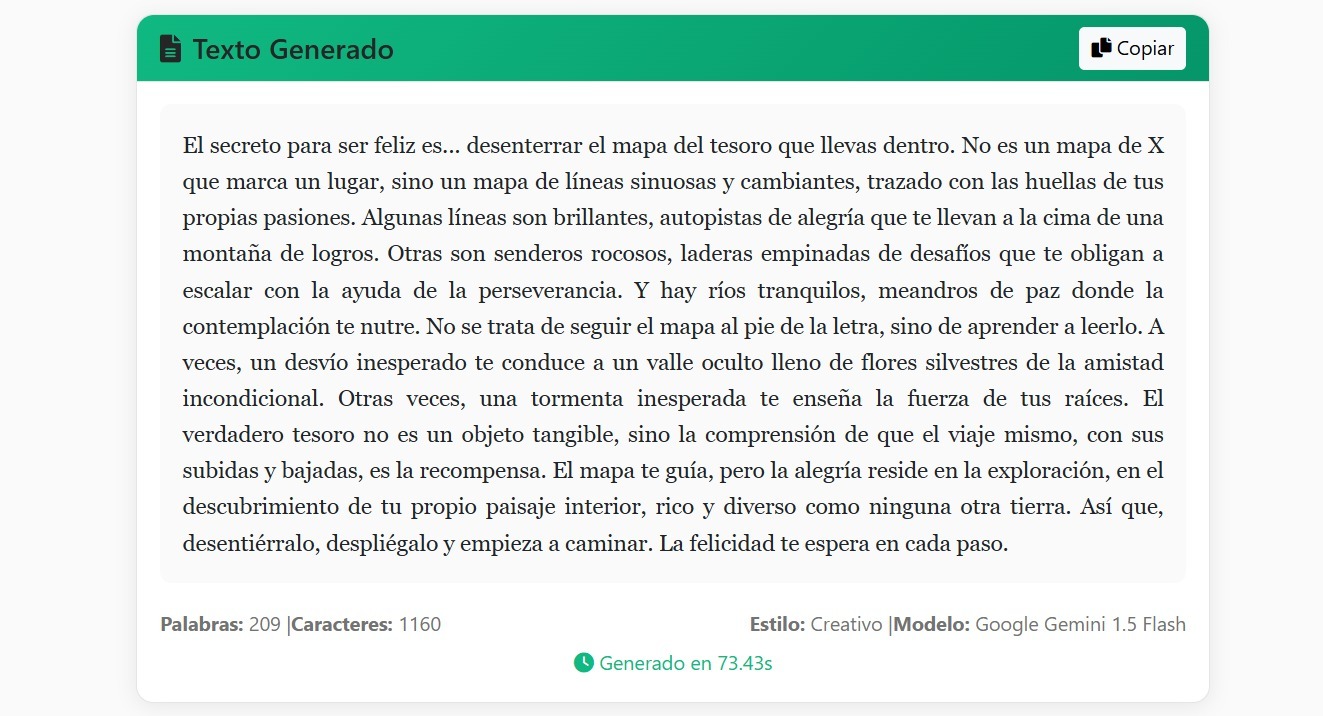 Texto Generado
Copiar
El secreto para ser feliz es... desenterrar el mapa del tesoro que llevas dentro. No es un mapa de X
que marca un lugar, sino un mapa de líneas sinuosas y cambiantes, trazado con las huellas de tus
propias pasiones. Algunas líneas son brillantes, autopistas de alegría que te llevan a la cima de una
montaña de logros. Otras son senderos rocosos, laderas empinadas de desafíos que te obligan a
escalar con la ayuda de la perseverancia. Y hay ríos tranquilos, meandros de paz donde la
contemplación te nutre. No se trata de seguir el mapa al pie de la letra, sino de aprender a leerlo. A
veces, un desvío inesperado te conduce a un valle oculto lleno de flores silvestres de la amistad
incondicional. Otras veces, una tormenta inesperada te enseña la fuerza de tus raíces. El
verdadero tesoro no es un objeto tangible, sino la comprensión de que el viaje mismo, con sus
subidas y bajadas, es la recompensa. El mapa te guía, pero la alegría reside en la exploración, en el
descubrimiento de tu propio paisaje interior, rico y diverso como ninguna otra tierra. Así que,
desentiérralo, despliégalo y empieza a caminar. La felicidad te espera en cada paso.
Palabras: 209 |Caracteres: 1160
Estilo: Creativo |Modelo: Google Gemini 1.5 Flash
Generado en 73.43s